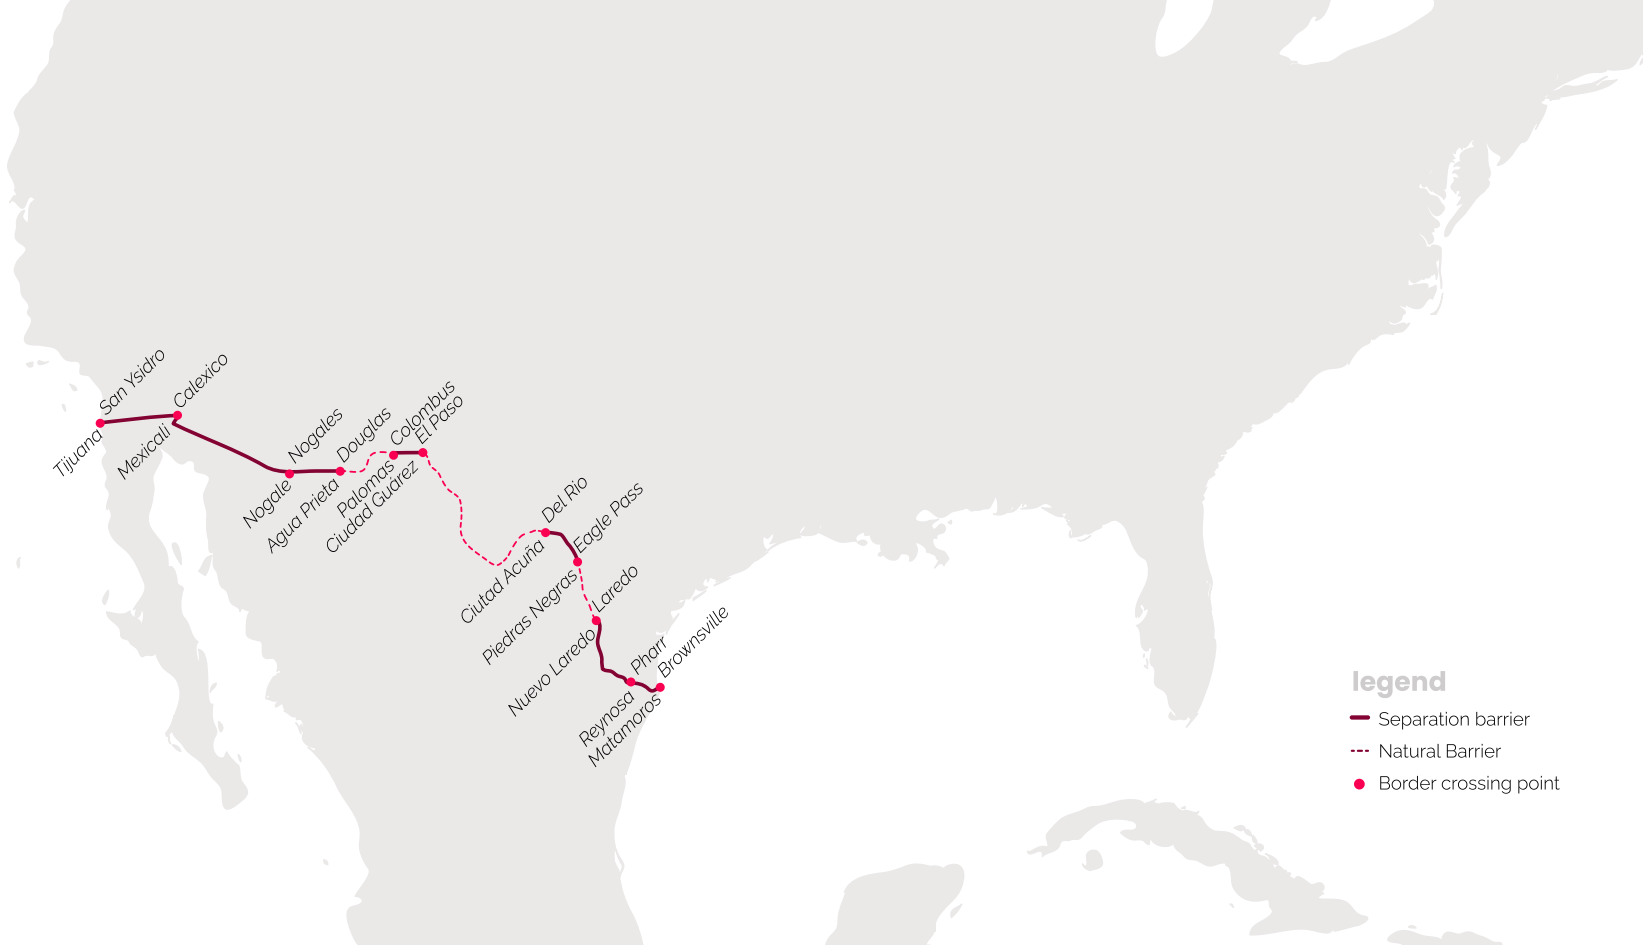 San Ysidro
Tijuana
Calexico
Mexicali
Nogales
Nogale
Douglas
Agua Prieta
Colombus
Palomas
El Paso
Ciudad Guárez
Del Rio
Ciutad Acuña
Eagle Pass
Piedras Negras
Laredo
Nuevo Laredo
Pharr
Reynosa
Brownsville
Matamoros
legend
Separation barrier
Natural Barrier
Border crossing point